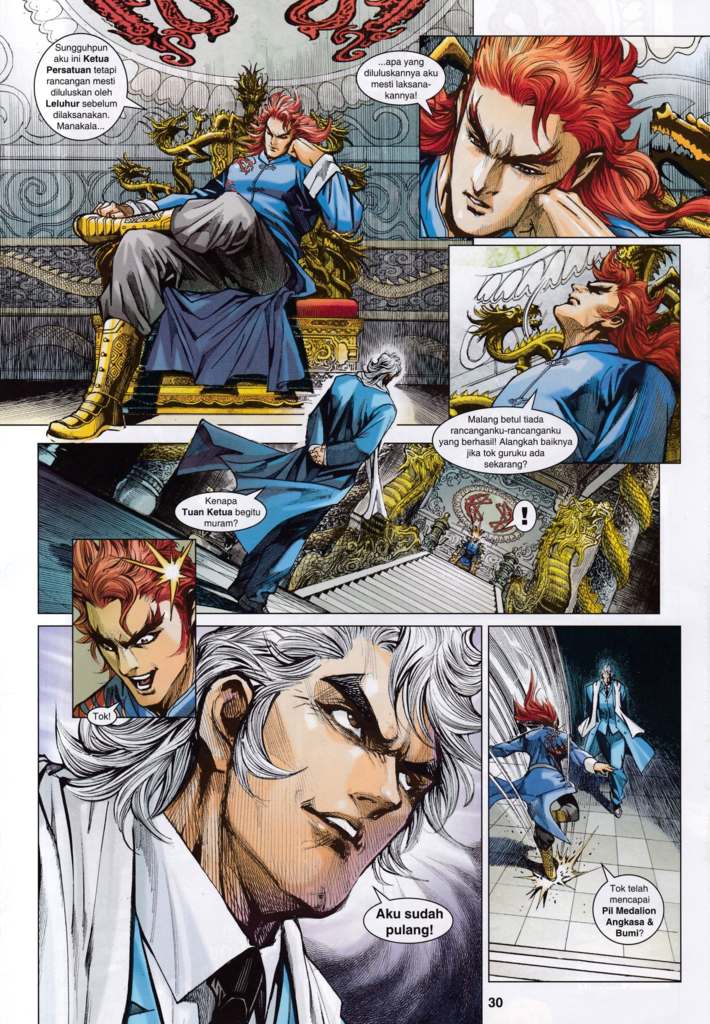 Sungguhpun
aku ini Ketua
Persatuan tetapi
rancangan mesti
diluluskan oleh
Leluhur sebelum
dilaksanakan.
Manakala...
...apa yang
diluluskannya aku
mesti laksana-
kannya!
Malang betul tiada
rancanganku-rancanganku
yang berhasil! Alangkah baiknya
jika tok guruku ada
sekarang?
Kenapa
Tuan Ketua begitu
muram?
!
Tok!
Aku sudah
pulang!
Tok telah
mencapai
Pil Medalion
Angkasa &
Bumi?
30